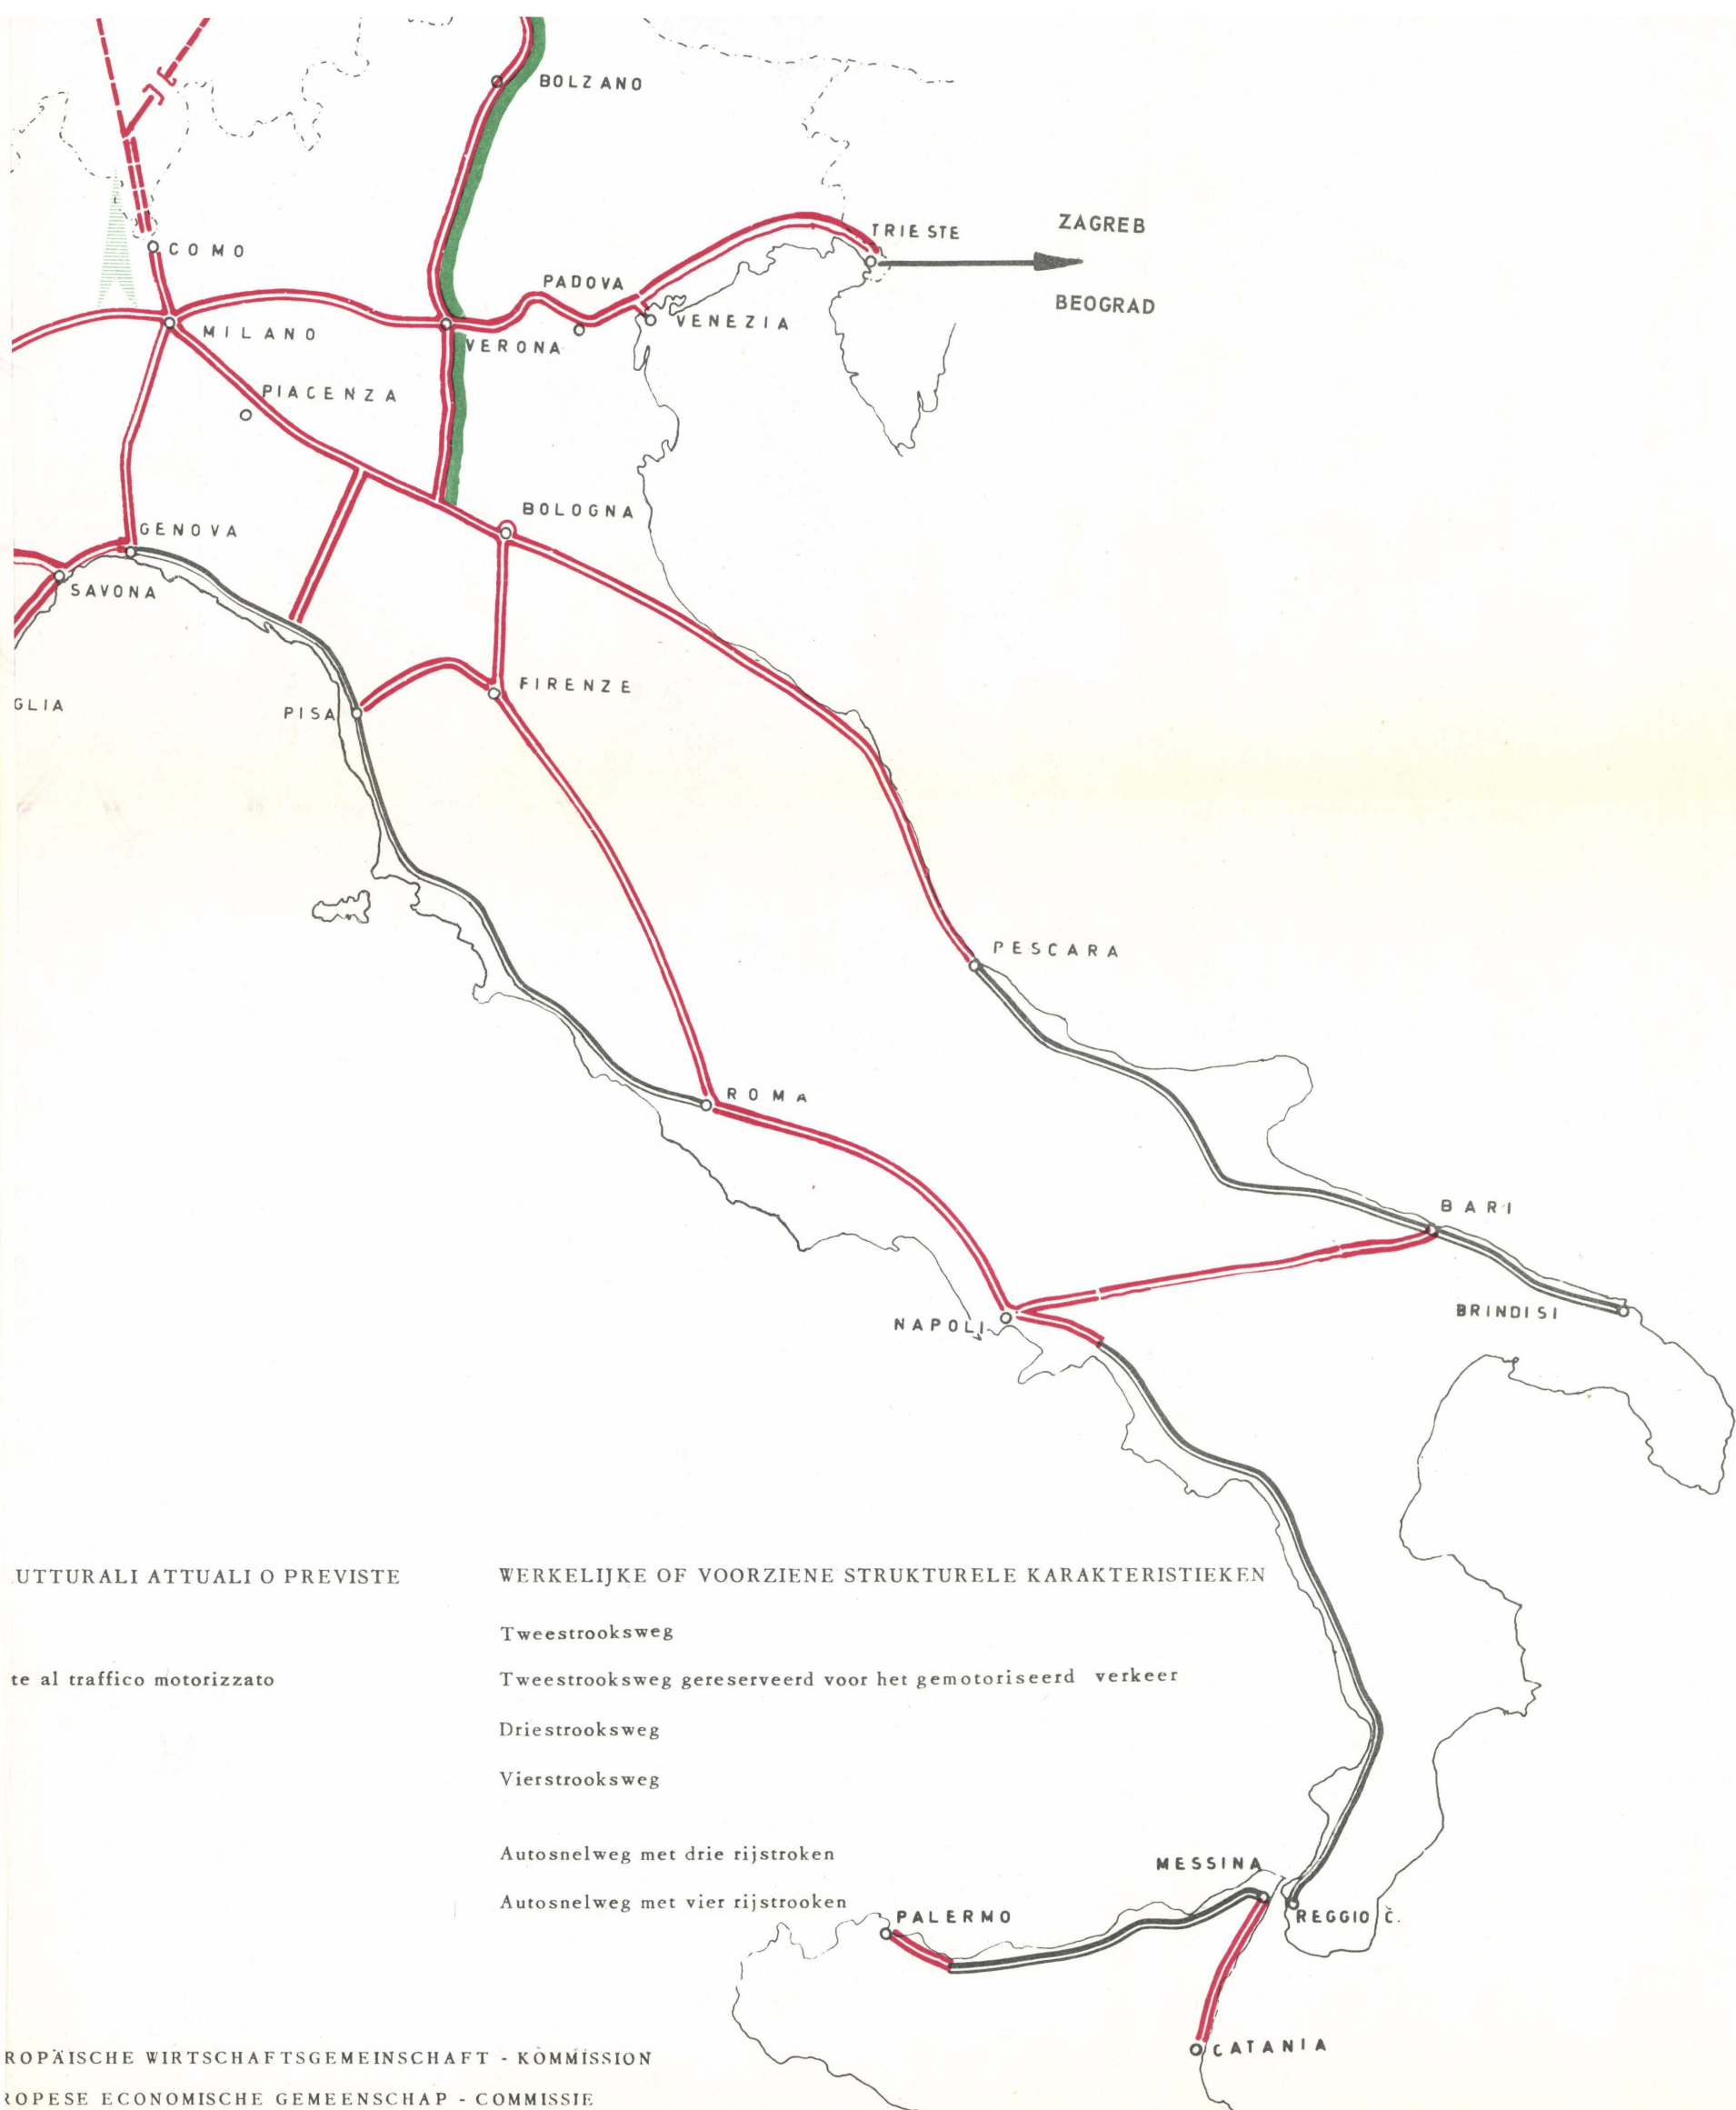 BOLZANO
TRIESTE
ZAGREB
COMO
PADOVA
BEOGRAD
MILANO
VENEZIA
VERONA
PIACENZA
BOLOGNA
GENOVA
SAVONA
FIRENZE
GLIA
PISA
PESCARA
ROMA
BARI
BRINDISI
NAPOLI
UTTURALI ATTUALI O PREVISTE
WERKELIJKE OF VOORZIENE STRUKTURELE KARAKTERISTIEKEN
Tweestrooksweg
te al traffico motorizzato
Tweestrooksweg gereserveerd voor het gemotoriseerd verkeer
Driestrooksweg
Vierstrooksweg
Autosnelweg met drie rijstroken
MESSINA
Autosnelweg met vier rijstrooken
PALERMO
REGGIO C.
CATANIA
ROPÄISCHE WIRTSCHAFTSGEMEINSCHAFT - KOMMISSION
ROPESE ECONOMISCHE GEMEENSCHAP - COMMISSIE